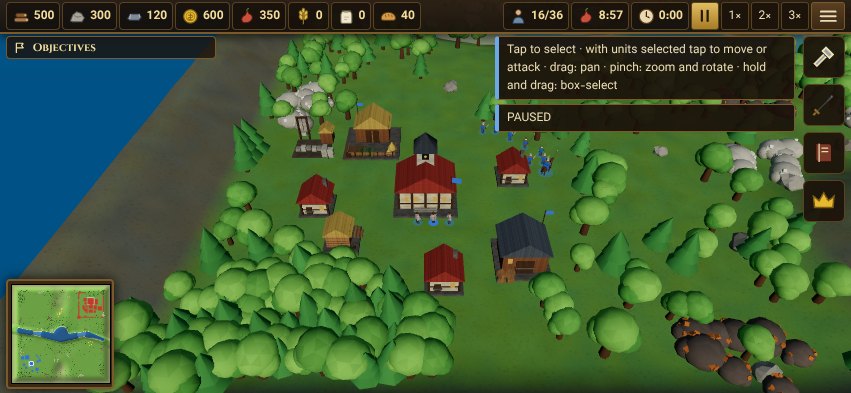 500 300 120 600 350 0 0 40 16/36 8:57 0:00 1× 2× 3×
Objectives
Tap to select · with units selected tap to move or
attack · drag: pan · pinch: zoom and rotate · hold
and drag: box-select
PAUSED